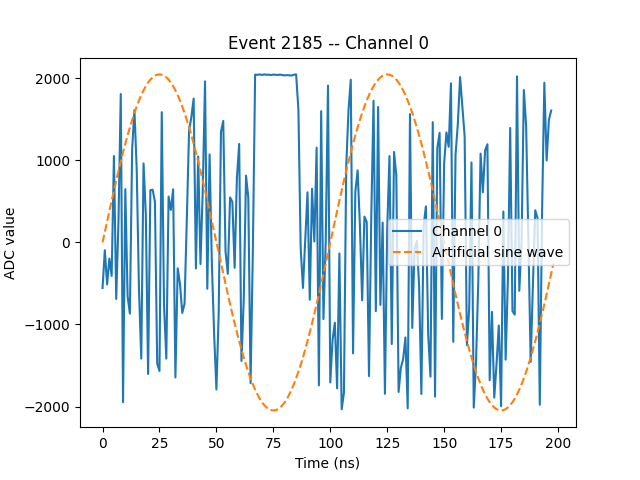 Event 2185 -- Channel 0
ADC value
2000
1000
0
−1000
−2000
Channel 0
Artificial sine wave
0 25 50 75 100 125 150 175 200
Time (ns)